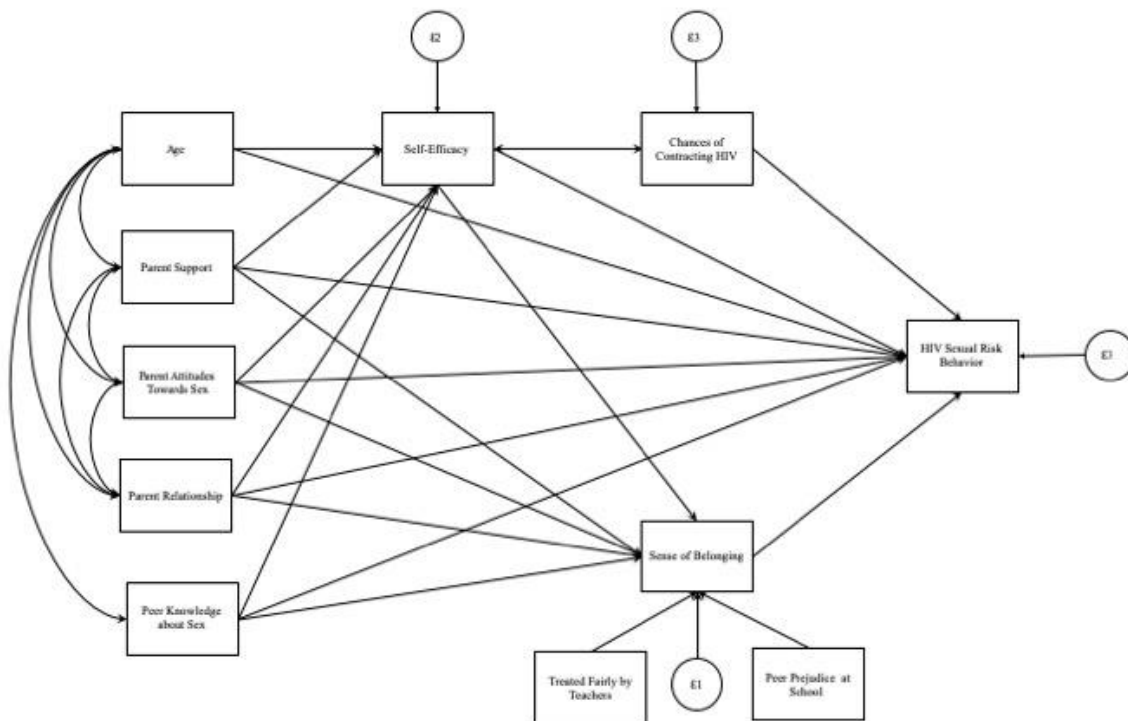 ε2
ε3
Age
Self-Efficacy
Chances of
Contracting HIV
Parent Support
HIV Sexual Risk
Behavior
ε3
Parent Attitudes
Towards Sex
Parent Relationship
Sense of Belonging
Peer Knowledge
about Sex
Treated Fairly by
Teachers
ε1
Peer Prejudice at
School